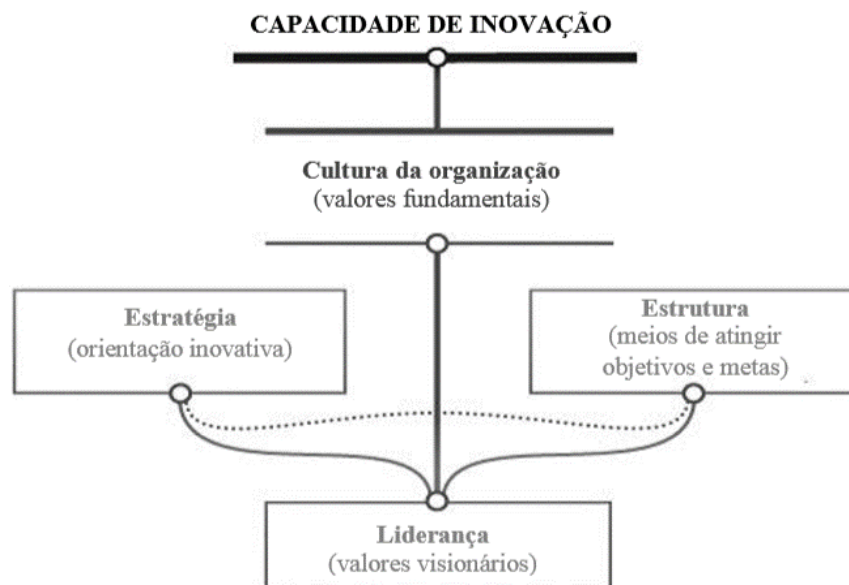 CAPACIDADE DE INOVAÇÃO
Cultura da organização
(valores fundamentais)
Estratégia
(orientação inovativa)
Estrutura
(meios de atingir
objetivos e metas)
Liderança
(valores visionários)